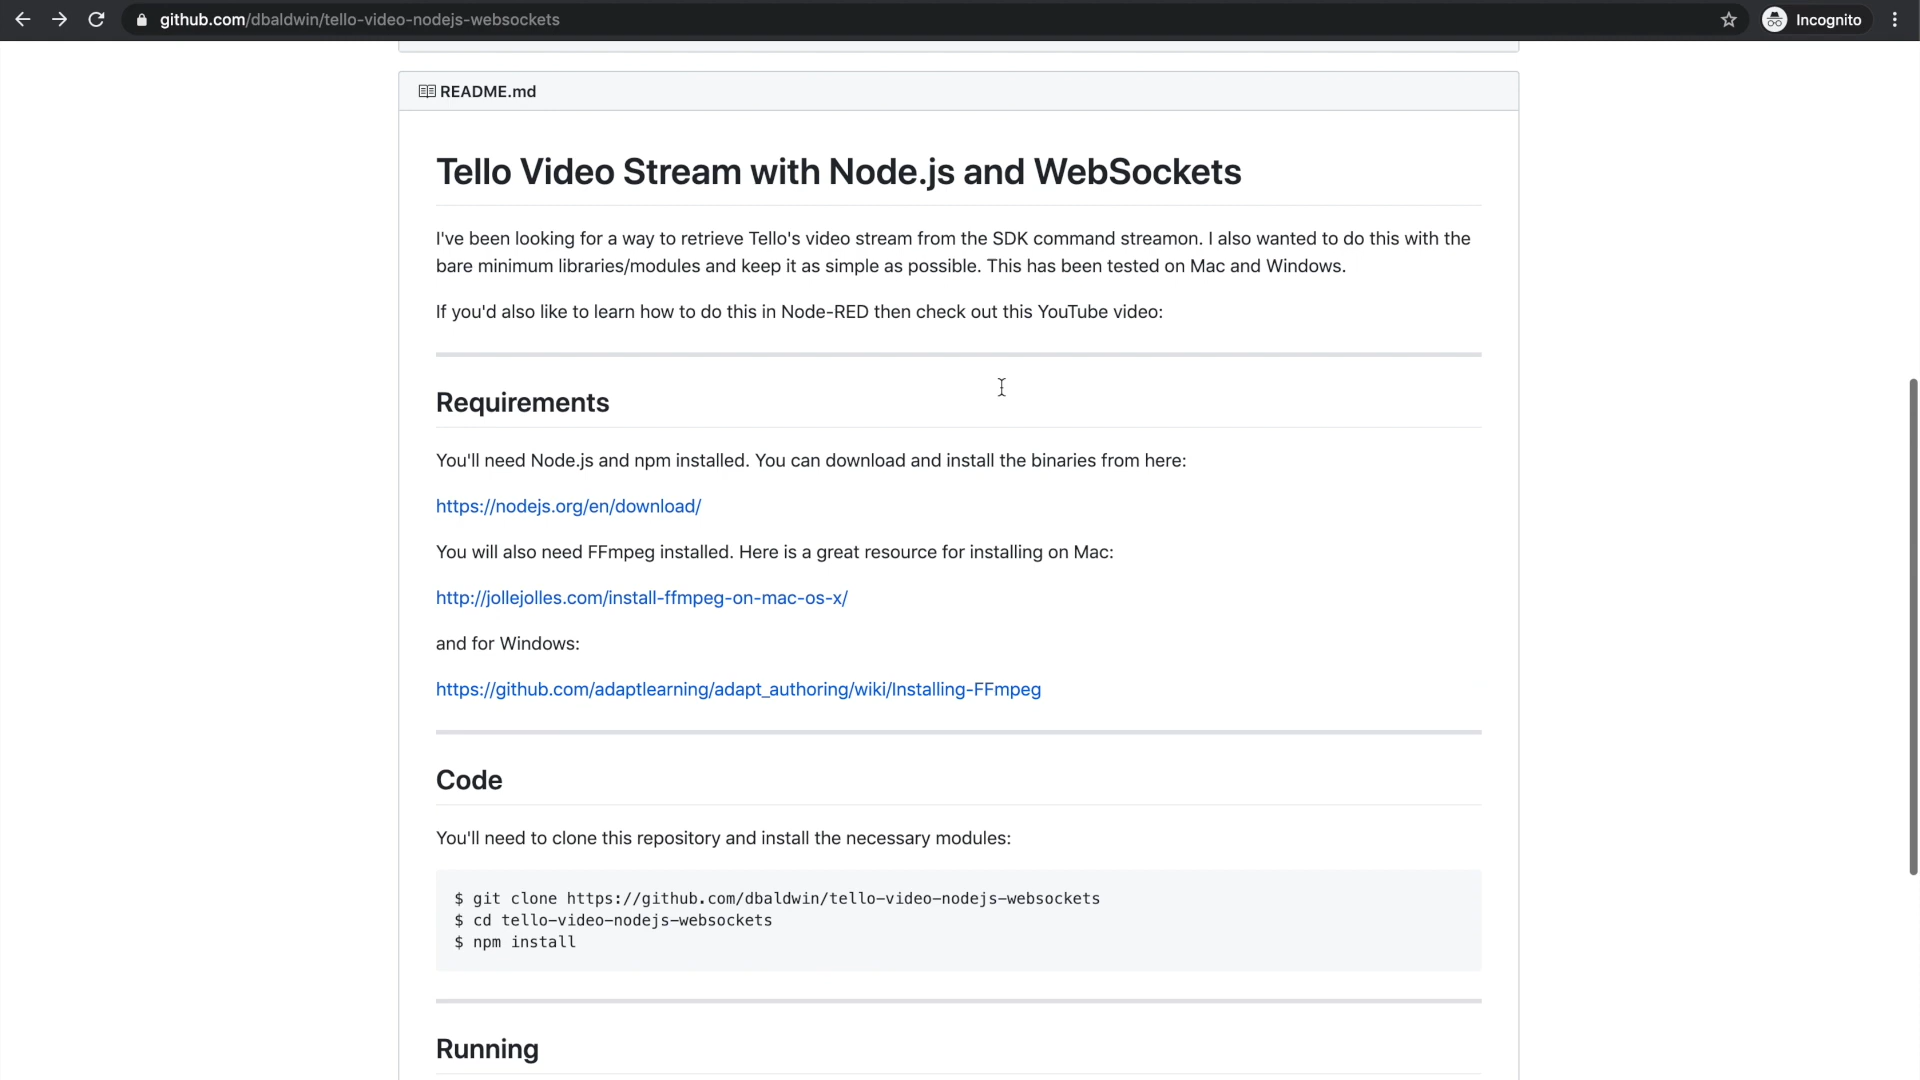 github.com/dbaldwin/tello-video-nodejs-websockets
Incognito
README.md
Tello Video Stream with Node.js and WebSockets
I've been looking for a way to retrieve Tello's video stream from the SDK command streamon. I also wanted to do this with the
bare minimum libraries/modules and keep it as simple as possible. This has been tested on Mac and Windows.
If you'd also like to learn how to do this in Node-RED then check out this YouTube video:
Requirements
You'll need Node.js and npm installed. You can download and install the binaries from here:
https://nodejs.org/en/download/
You will also need FFmpeg installed. Here is a great resource for installing on Mac:
http://jollejolles.com/install-ffmpeg-on-mac-os-x/
and for Windows:
https://github.com/adaptlearning/adapt_authoring/wiki/Installing-FFmpeg
Code
You'll need to clone this repository and install the necessary modules:
$ git clone https://github.com/dbaldwin/tello-video-nodejs-websockets
$ cd tello-video-nodejs-websockets
$ npm install
Running